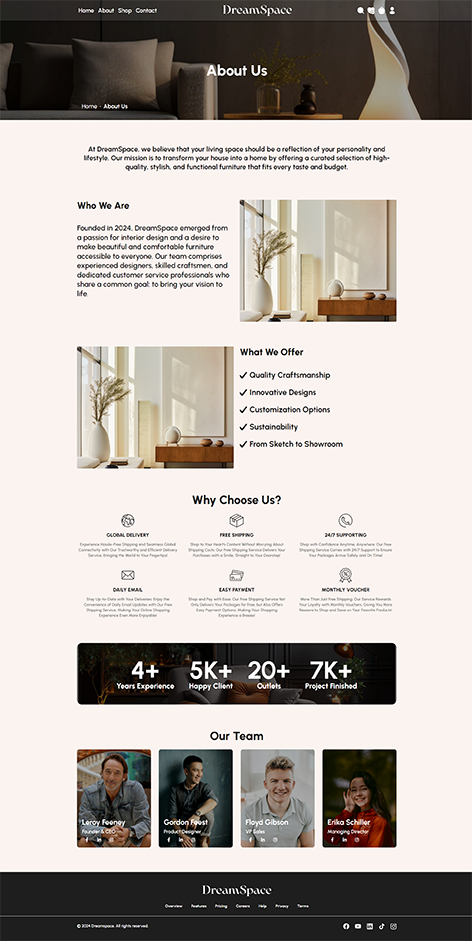 Home About Shop Contact
DreamSpace
About Us
Home · About Us
At DreamSpace, we believe that your living space should be a reflection of your personality and
lifestyle. Our mission is to transform your house into a home by offering a curated selection of high-
quality, stylish, and functional furniture that fits every taste and budget.
Who We Are
Founded in 2024, DreamSpace emerged from
a passion for interior design and a desire to
make beautiful and comfortable furniture
accessible to everyone. Our team comprises
experienced designers, skilled craftsmen, and
dedicated customer service professionals who
share a common goal: to bring your vision to
life.
What We Offer
Quality Craftsmanship
Innovative Designs
Customization Options
Sustainability
From Sketch to Showroom
Why Choose Us?
GLOBAL DELIVERY
Experience Hassle-Free Shipping and Seamless Global
Connectivity with Our Trustworthy and Efficient Delivery
Service, Bringing the World to Your Fingertips!
FREE SHIPPING
Shop to Your Heart's Content Without Worrying About
Shipping Costs. Our Free Shipping Service Delivers Your
Purchases with a Smile, Straight to Your Doorstep!
24/7 SUPPORTING
Shop with Confidence Anytime, Anywhere: Our Free
Shipping Service Comes with 24/7 Support to Ensure
Your Packages Arrive Safely and On Time!
DAILY EMAIL
Stay Up-to-Date with Your Deliveries: Enjoy the
Convenience of Daily Email Updates with Our Free
Shipping Service, Making Your Online Shopping
Experience Even More Enjoyable!
EASY PAYMENT
Shop and Pay with Ease: Our Free Shipping Service Not
Only Delivers Your Packages for Free, but Also Offers
Easy Payment Options, Making Your Shopping
Experience a Breeze!
MONTHLY VOUCHER
More Than Just Free Shipping: Our Service Rewards
Your Loyalty with Monthly Vouchers, Giving You More
Reasons to Shop and Save on Your Favorite Products!
4+
Years Experience
5K+
Happy Client
20+
Outlets
7K+
Project Finished
Our Team
Leroy Feeney
Founder & CEO
Gordon Feest
Product Designer
Floyd Gibson
VP Sales
Erika Schiller
Managing Director
DreamSpace
Overview Features Pricing Careers Help Privacy Terms
© 2024 Dreamspace. All rights reserved.